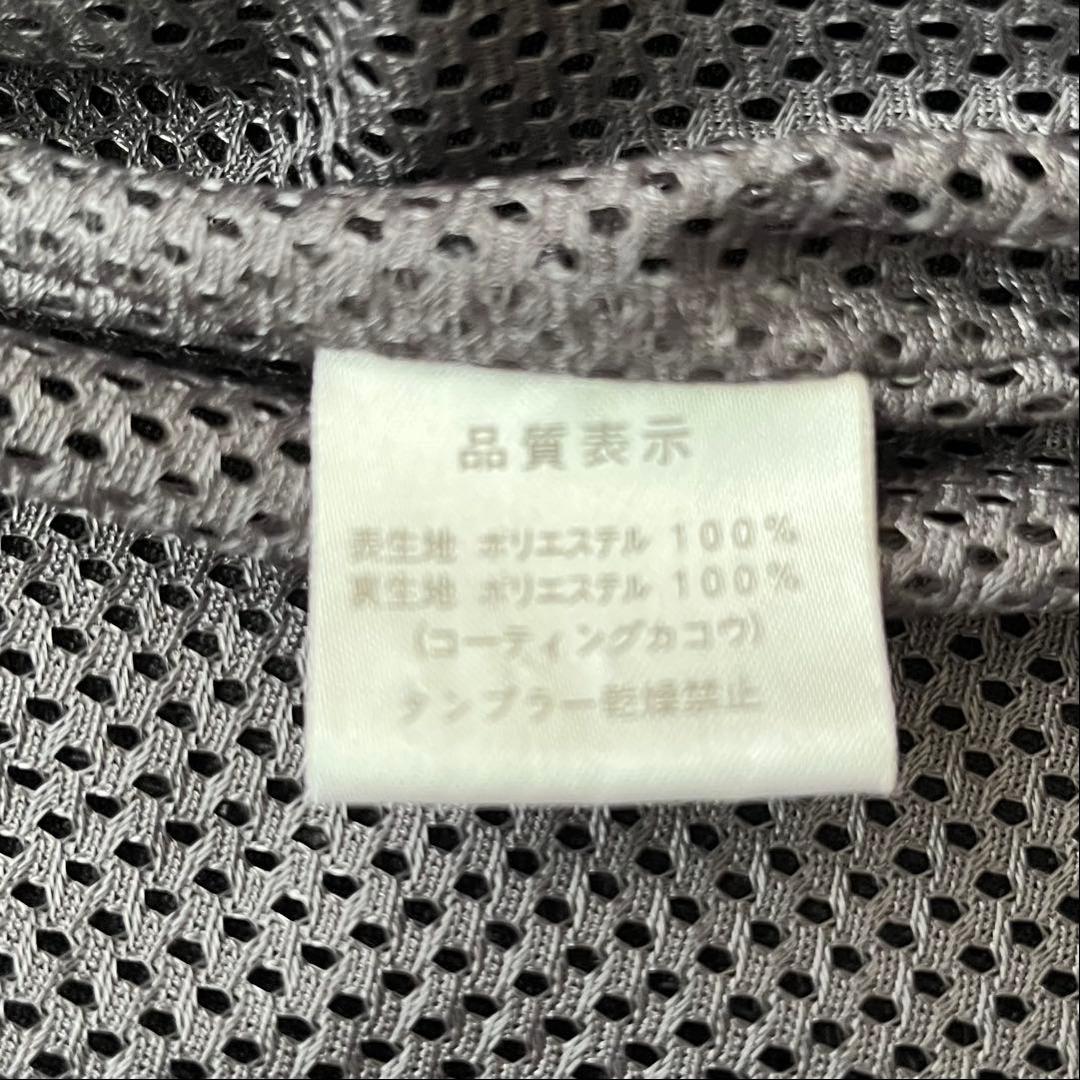 品質表示
表生地 ポリエステル 100%
裏生地 ポリエステル 100%
(コーティングカコウ)
タンブラー乾燥禁止